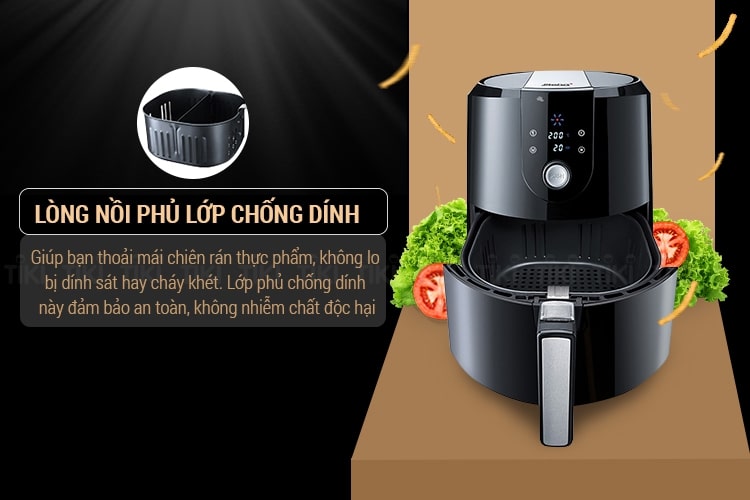 LÒNG NỒI PHỦ LỚP CHỐNG DÍNH
Giúp bạn thoải mái chiên rán thực phẩm, không lo
bị dính sát hay cháy khét. Lớp phủ chống dính
này đảm bảo an toàn, không nhiễm chất độc hại
200
20